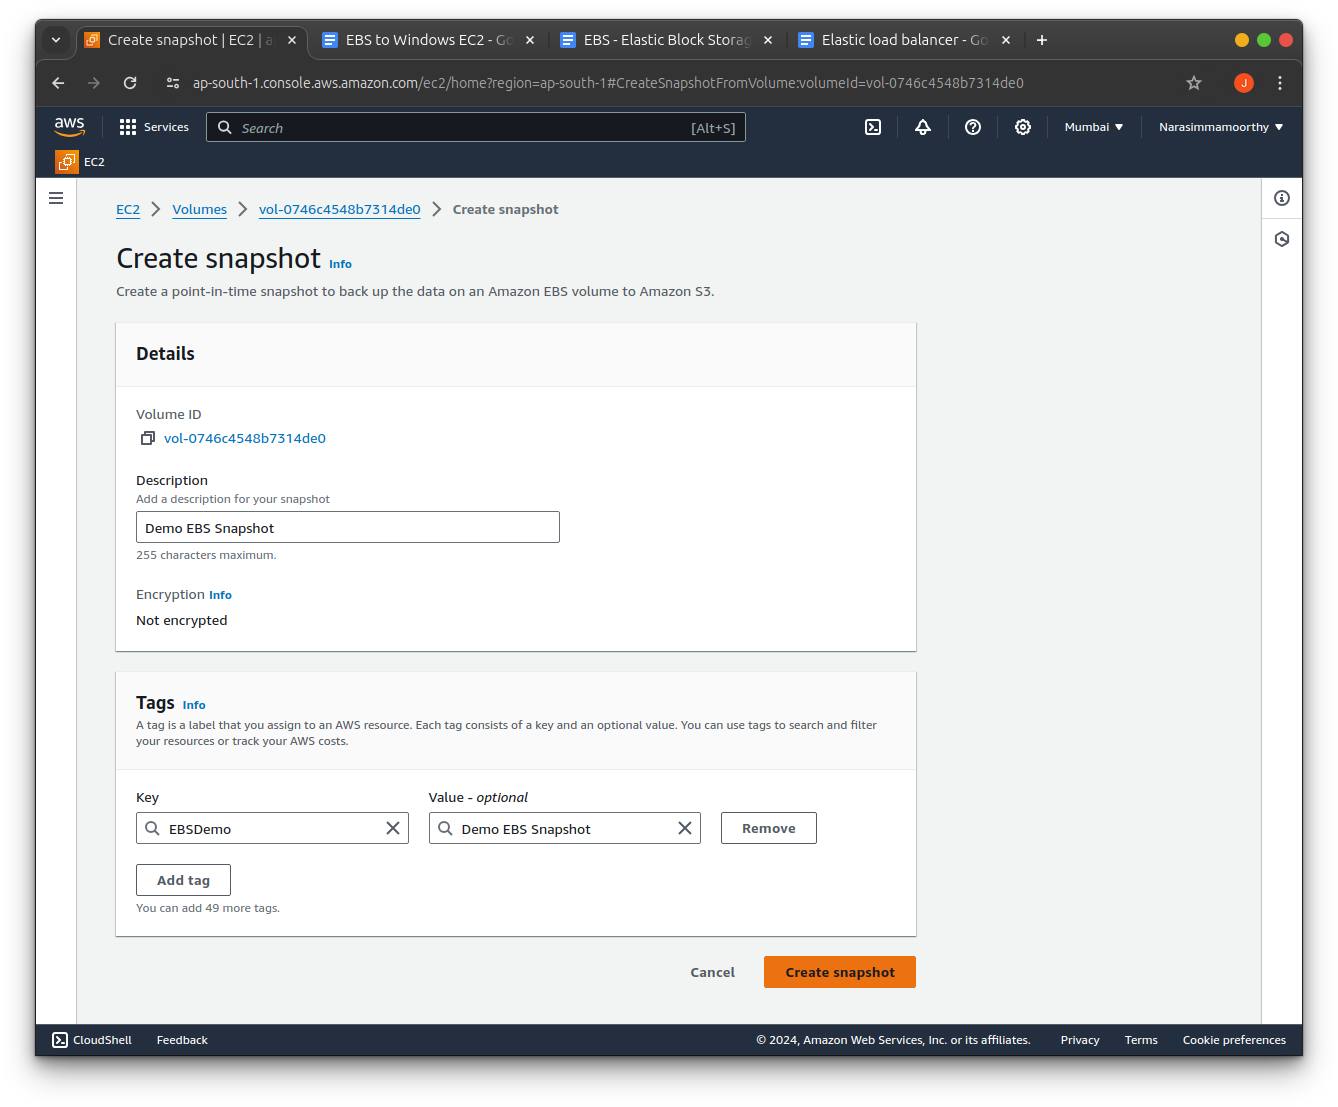 Create snapshot | EC2 | a
EBS to Windows EC2 - Go
EBS - Elastic Block Storag
Elastic load balancer - Go
ap-south-1.console.aws.amazon.com/ec2/home?region=ap-south-1#CreateSnapshotFromVolume:volumeId=vol-0746c4548b7314de0
J
aws
Services
Search
[Alt+S]
Mumbai
Narasimmamoorthy
EC2
EC2
Volumes
vol-0746c4548b7314de0
Create snapshot
Create snapshot Info
Create a point-in-time snapshot to back up the data on an Amazon EBS volume to Amazon S3.
Details
Volume ID
vol-0746c4548b7314de0
Description
Add a description for your snapshot
Demo EBS Snapshot
255 characters maximum.
Encryption Info
Not encrypted
Tags Info
A tag is a label that you assign to an AWS resource. Each tag consists of a key and an optional value. You can use tags to search and filter
your resources or track your AWS costs.
Key
Value - optional
EBSDemo
Demo EBS Snapshot
Remove
Add tag
You can add 49 more tags.
Cancel
Create snapshot
CloudShell
Feedback
© 2024, Amazon Web Services, Inc. or its affiliates.
Privacy
Terms
Cookie preferences